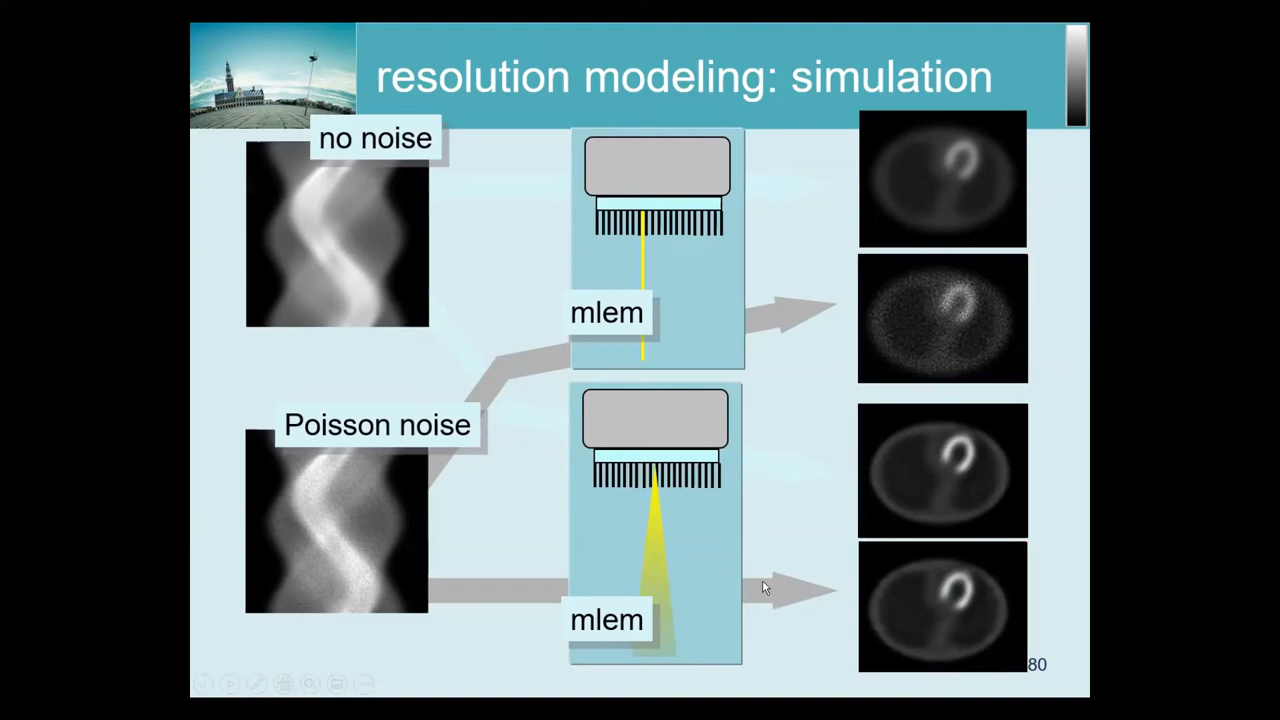 resolution modeling: simulation
no noise
mlem
Poisson noise
mlem
80